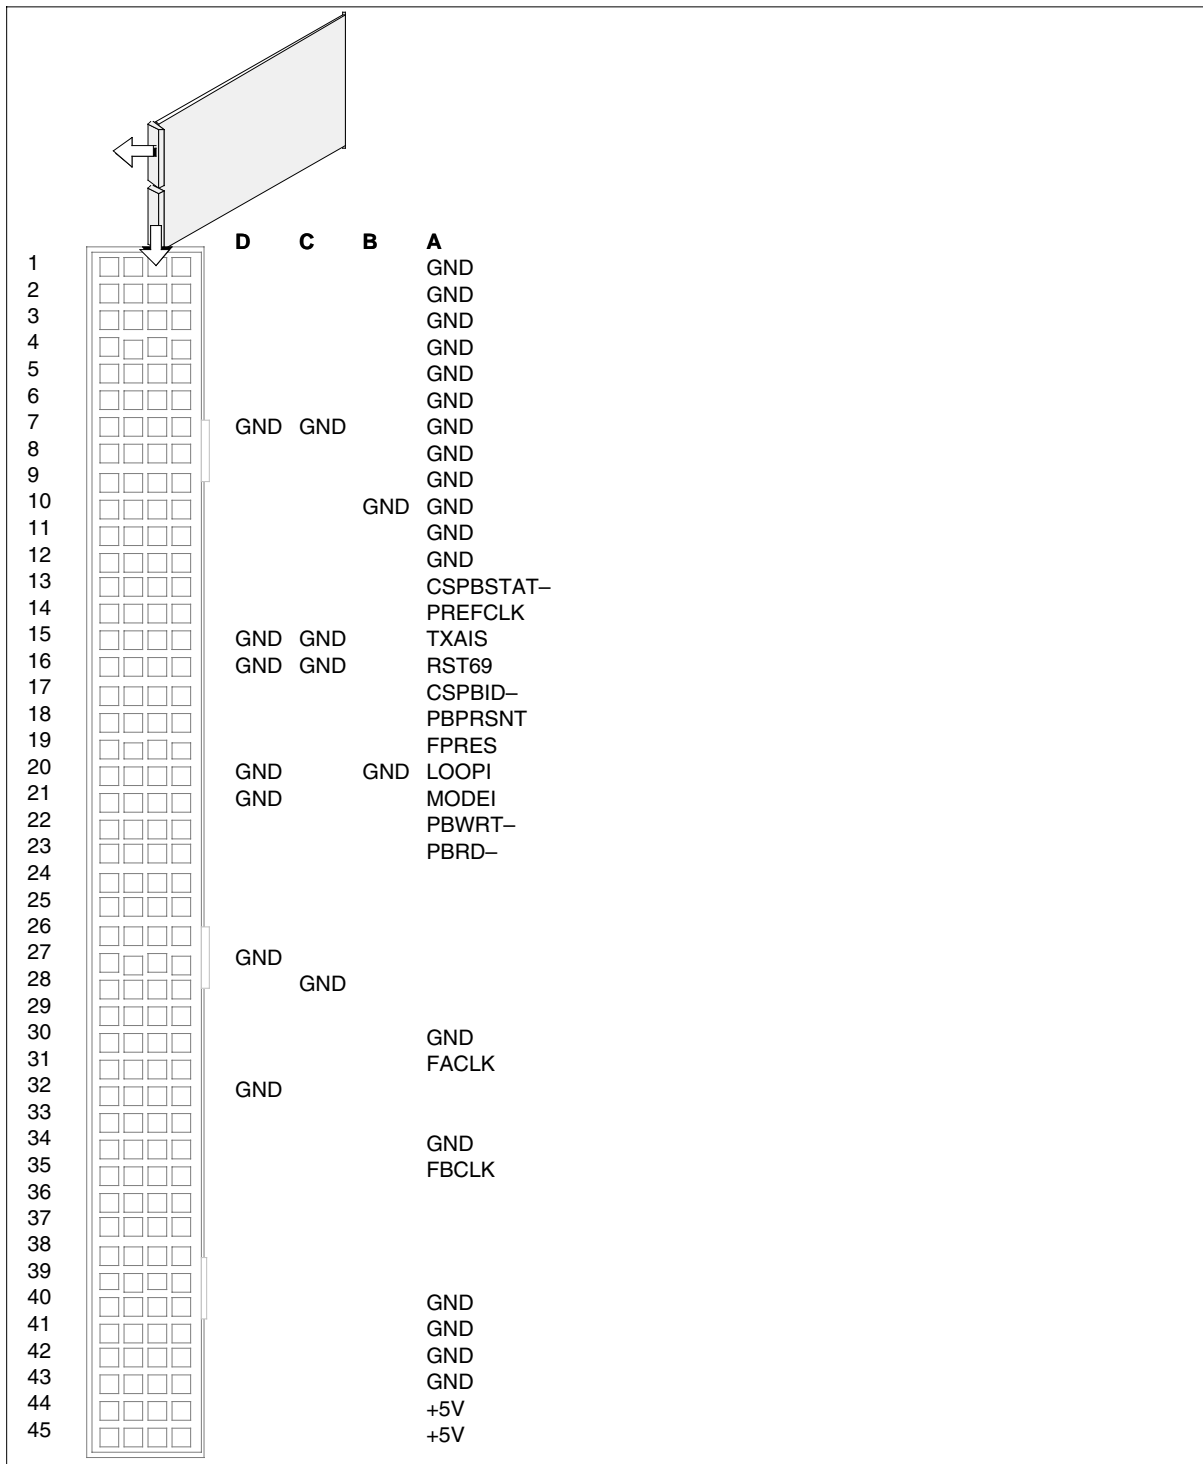 D C B A
1 GND
2 GND
3 GND
4 GND
5 GND
6 GND
7 GND GND GND
8 GND
9 GND
10 GND GND
11 GND
12 GND
13 CSPBSTAT–
14 PREFCLK
15 GND GND TXAIS
16 GND GND RST69
17 CSPBID–
18 PBPRSNT
19 FPRES
20 GND GND LOOPI
21 GND MODEI
22 PBWRT–
23 PBRD–
24
25
26
27 GND
28 GND
29
30 GND
31 FACLK
32 GND
33
34 GND
35 FBCLK
36
37
38
39
40 GND
41 GND
42 GND
43 GND
44 +5V
45 +5V